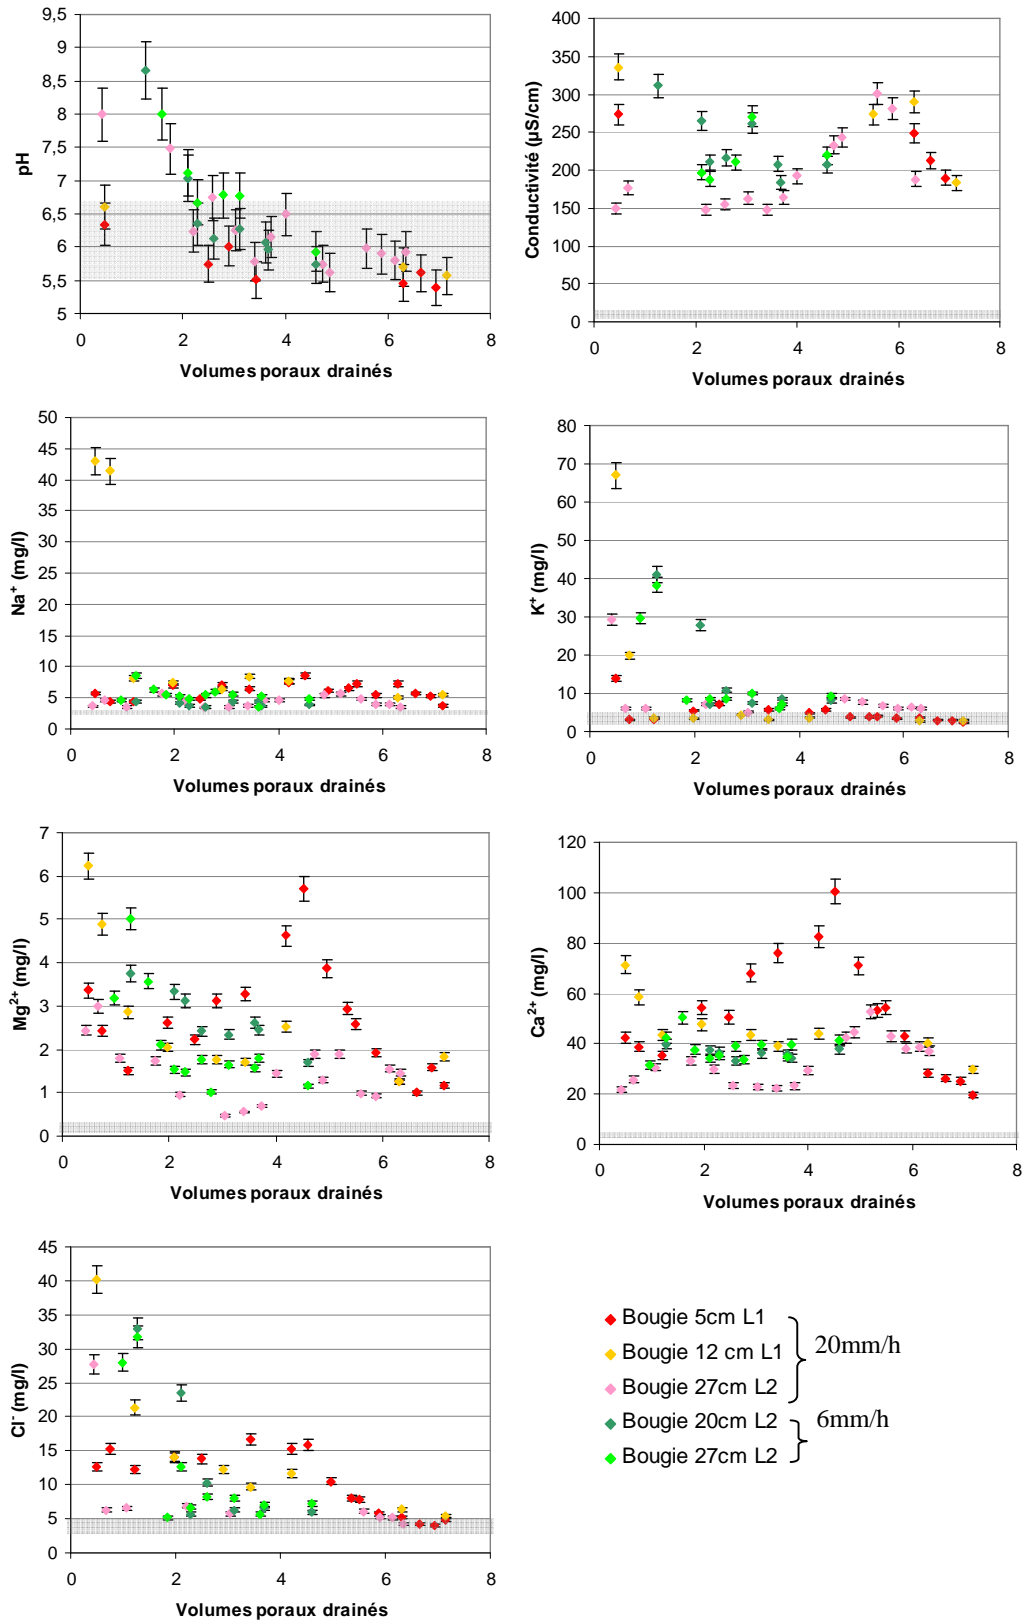 9,5
9
8,5
8
7,5
7
6,5
6
5,5
5
pH
0 2 4 6 8
Volumes poraux drainés
400
350
300
250
200
150
100
50
0
Conductivité (µS/cm)
0 2 4 6 8
Volumes poraux drainés
50
45
40
35
30
25
20
15
10
5
0
Na+ (mg/l)
0 2 4 6 8
Volumes poraux drainés
80
70
60
50
40
30
20
10
0
K+ (mg/l)
0 2 4 6 8
Volumes poraux drainés
7
6
5
4
3
2
1
0
Mg2+ (mg/l)
0 2 4 6 8
Volumes poraux drainés
120
100
80
60
40
20
0
Ca2+ (mg/l)
0 2 4 6 8
Volumes poraux drainés
45
40
35
30
25
20
15
10
5
0
Cl- (mg/l)
0 2 4 6 8
Volumes poraux drainés
Bougie 5cm L1
Bougie 12 cm L1
Bougie 27cm L2
20mm/h
Bougie 20cm L2
Bougie 27cm L2
6mm/h